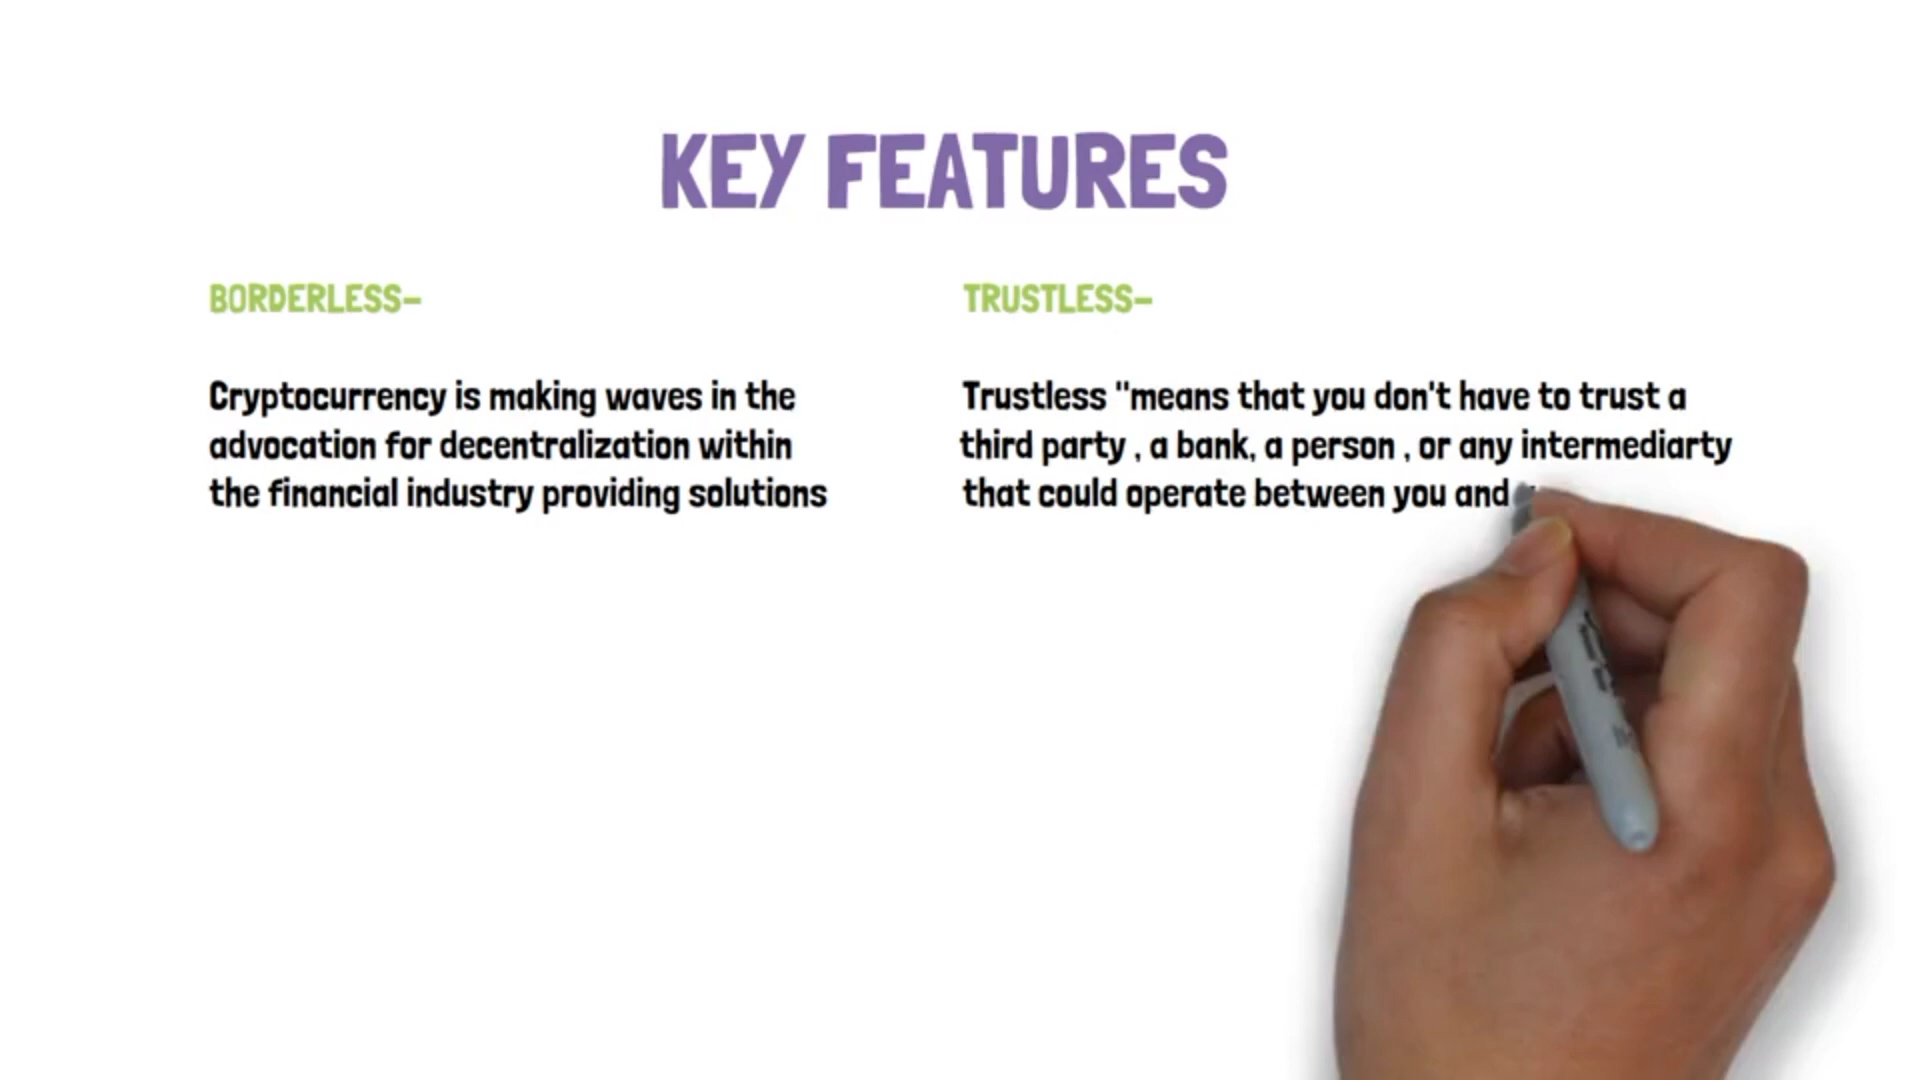 KEY FEATURES
BORDERLESS-
Cryptocurrency is making waves in the
advocation for decentralization within
the financial industry providing solutions
TRUSTLESS-
Trustless "means that you don't have to trust a
third party , a bank, a person , or any intermediarty
that could operate between you and